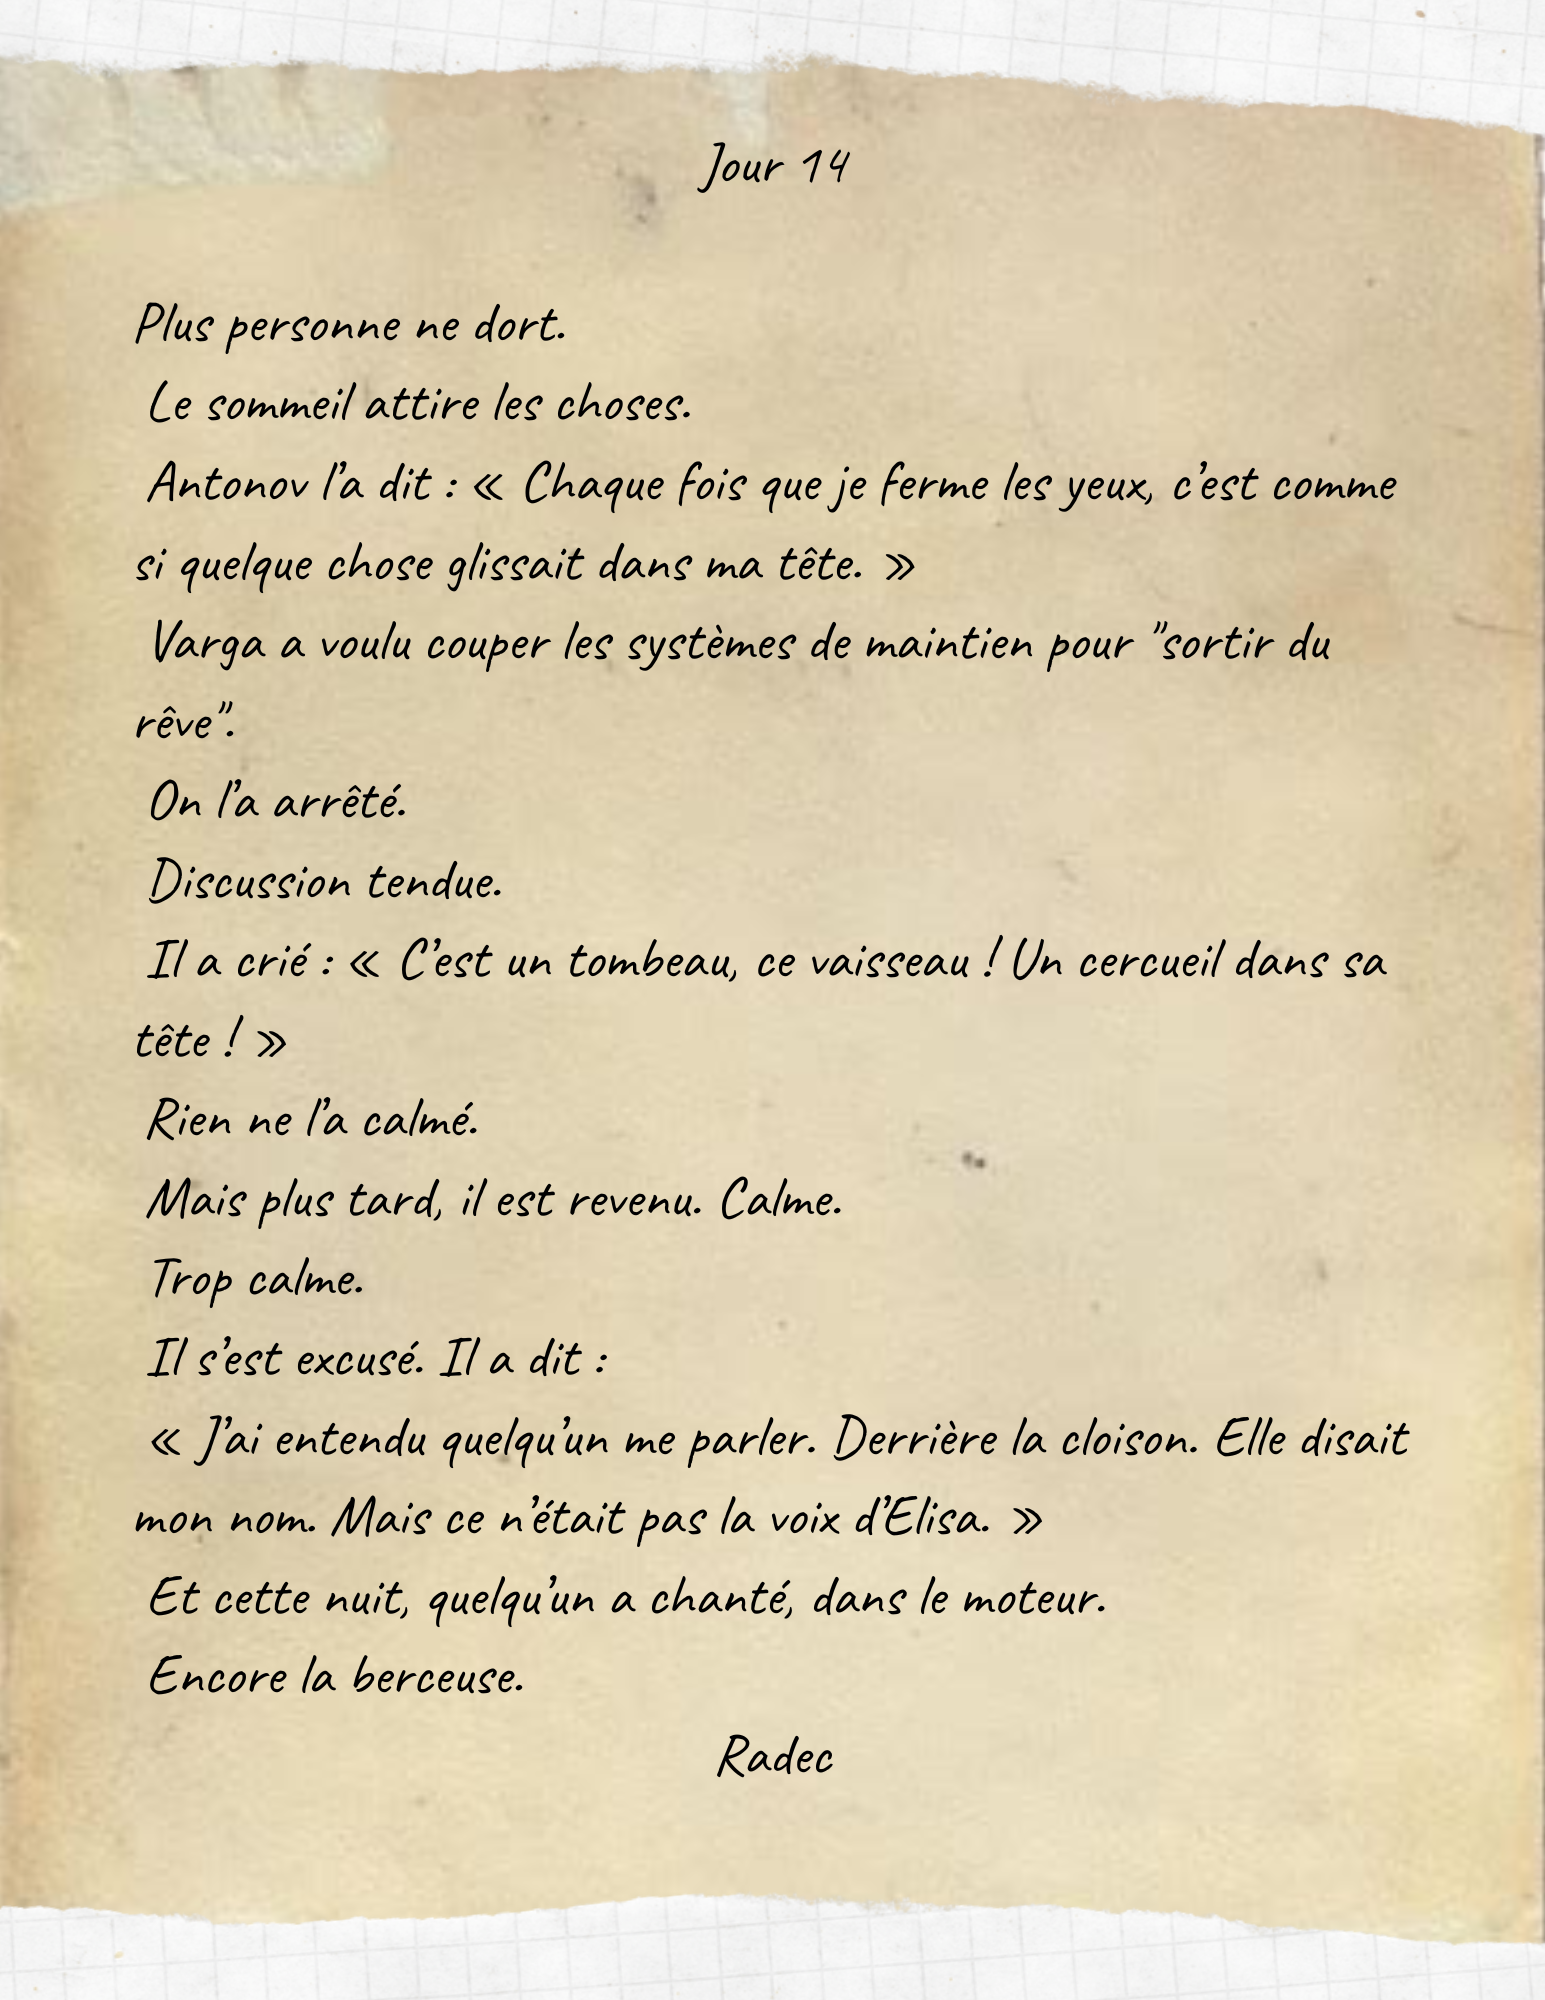 Jour 14
Plus personne ne dort.
Le sommeil attire les choses.
Antonov l’a dit : « Chaque fois que je ferme les yeux, c’est comme
si quelque chose glissait dans ma tête. »
Varga a voulu couper les systèmes de maintien pour "sortir du
rêve".
On l’a arrêté.
Discussion tendue.
Il a crié : « C’est un tombeau, ce vaisseau ! Un cercueil dans sa
tête ! »
Rien ne l’a calmé.
Mais plus tard, il est revenu. Calme.
Trop calme.
Il s’est excusé. Il a dit :
« J’ai entendu quelqu’un me parler. Derrière la cloison. Elle disait
mon nom. Mais ce n’était pas la voix d’Elisa. »
Et cette nuit, quelqu’un a chanté, dans le moteur.
Encore la berceuse.
Radec